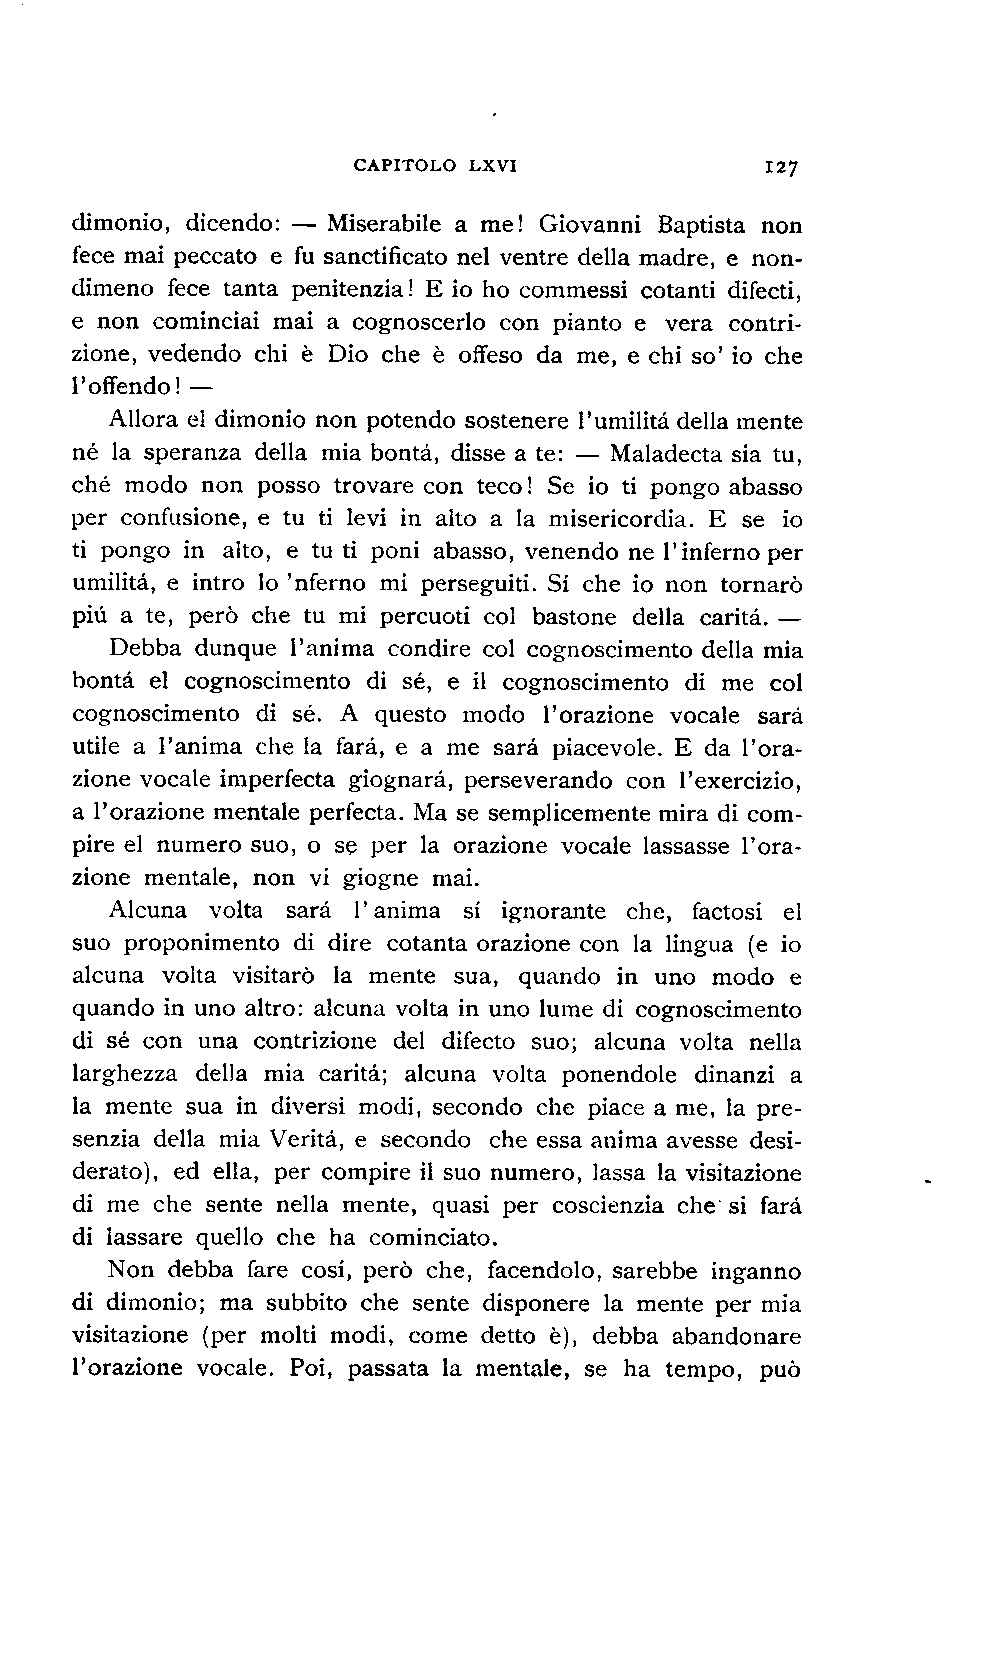 CAPITOLO LXVI 127
dimonio, dicendo: — Miserabile a me! Giovanni Baptista non
fece mai peccato e fu sanctificato nel ventre della madre, e non-
dimeno fece tanta penitenzia! E io ho commessi cotanti difecti,
e non cominciai mai a cognoscerlo con pianto e vera contri-
zione, vedendo chi è Dio che è offeso da me, e chi so' io che
l'offendo! —
Allora el dimonio non potendo sostenere l'umilitá della mente
né la speranza della mia bontá, disse a te: — Maladecta sia tu,
ché modo non posso trovare con teco! Se io ti pongo abasso
per confusione, e tu ti levi in alto a la misericordia. E se io
ti pongo in alto, e tu ti poni abasso, venendo ne l'inferno per
umilitá, e intro lo 'nferno mi perseguiti. Sí che io non tornarò
piú a te, però che tu mi percuoti col bastone della caritá. —
Debba dunque l'anima condire col cognoscimento della mia
bontá el cognoscimento di sé, e il cognoscimento di me col
cognoscimento di sé. A questo modo l'orazione vocale sará
utile a l'anima che la fará, e a me sará piacevole. E da l'ora-
zione vocale imperfecta giognará, perseverando con l'exercizio,
a l'orazione mentale perfecta. Ma se semplicemente mira di com-
pire el numero suo, o se per la orazione vocale lassasse l'ora-
zione mentale, non vi giogne mai.
Alcuna volta sará l'anima sí ignorante che, factosi el
suo proponimento di dire cotanta orazione con la lingua (e io
alcuna volta visitarò la mente sua, quando in uno modo e
quando in uno altro: alcuna volta in uno lume di cognoscimento
di sé con una contrizione del difecto suo; alcuna volta nella
larghezza della mia caritá; alcuna volta ponendole dinanzi a
la mente sua in diversi modi, secondo che piace a me, la pre-
senzia della mia Veritá, e secondo che essa anima avesse desi-
derato), ed ella, per compire il suo numero, lassa la visitazione
di me che sente nella mente, quasi per coscienzia che si fará
di lassare quello che ha cominciato.
Non debba fare cosí, però che, facendolo, sarebbe inganno
di dimonio; ma subbito che sente disponere la mente per mia
visitazione (per molti modi, come detto è), debba abandonare
l'orazione vocale. Poi, passata la mentale, se ha tempo, può